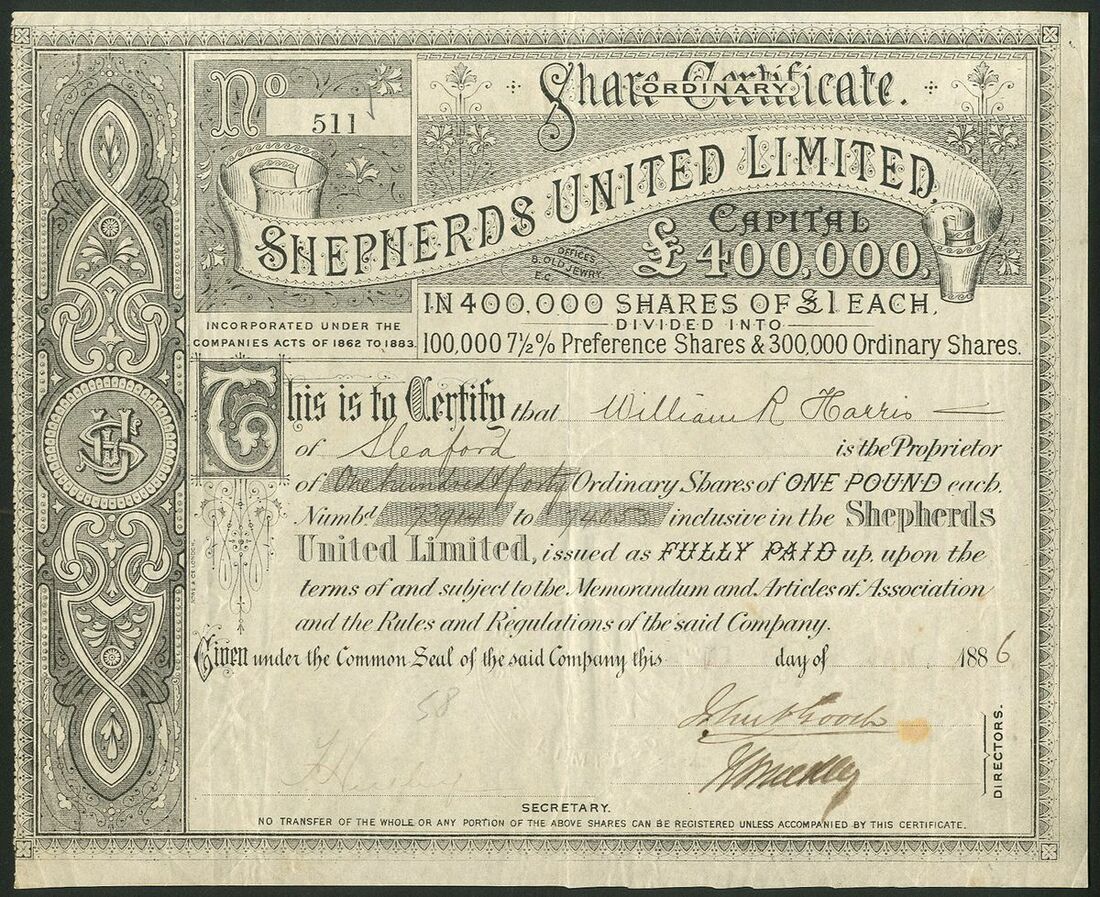 No
511
Share Certificate.
ORDINARY
SHEPHERDS UNITED LIMITED,
CAPITAL
£400,000,
OFFICES
8, OLD JEWRY,
E.C
IN 400,000 SHARES OF £1 EACH,
DIVIDED INTO
100,000 7½% Preference Shares & 300,000 Ordinary Shares.
INCORPORATED UNDER THE
COMPANIES ACTS OF 1862 TO 1883.
This is to Certify that William R Harris
of Sleaford is the Proprietor
of One hundred & forty Ordinary Shares of ONE POUND each,
Numbd to inclusive in the Shepherds
United Limited, issued as FULLY PAID up, upon the
terms of and subject to the Memorandum and Articles of Association
and the Rules and Regulations of the said Company.
Given under the Common Seal of the said Company this day of 1886
58
DIRECTORS.
SECRETARY.
NO TRANSFER OF THE WHOLE OR ANY PORTION OF THE ABOVE SHARES CAN BE REGISTERED UNLESS ACCOMPANIED BY THIS CERTIFICATE.